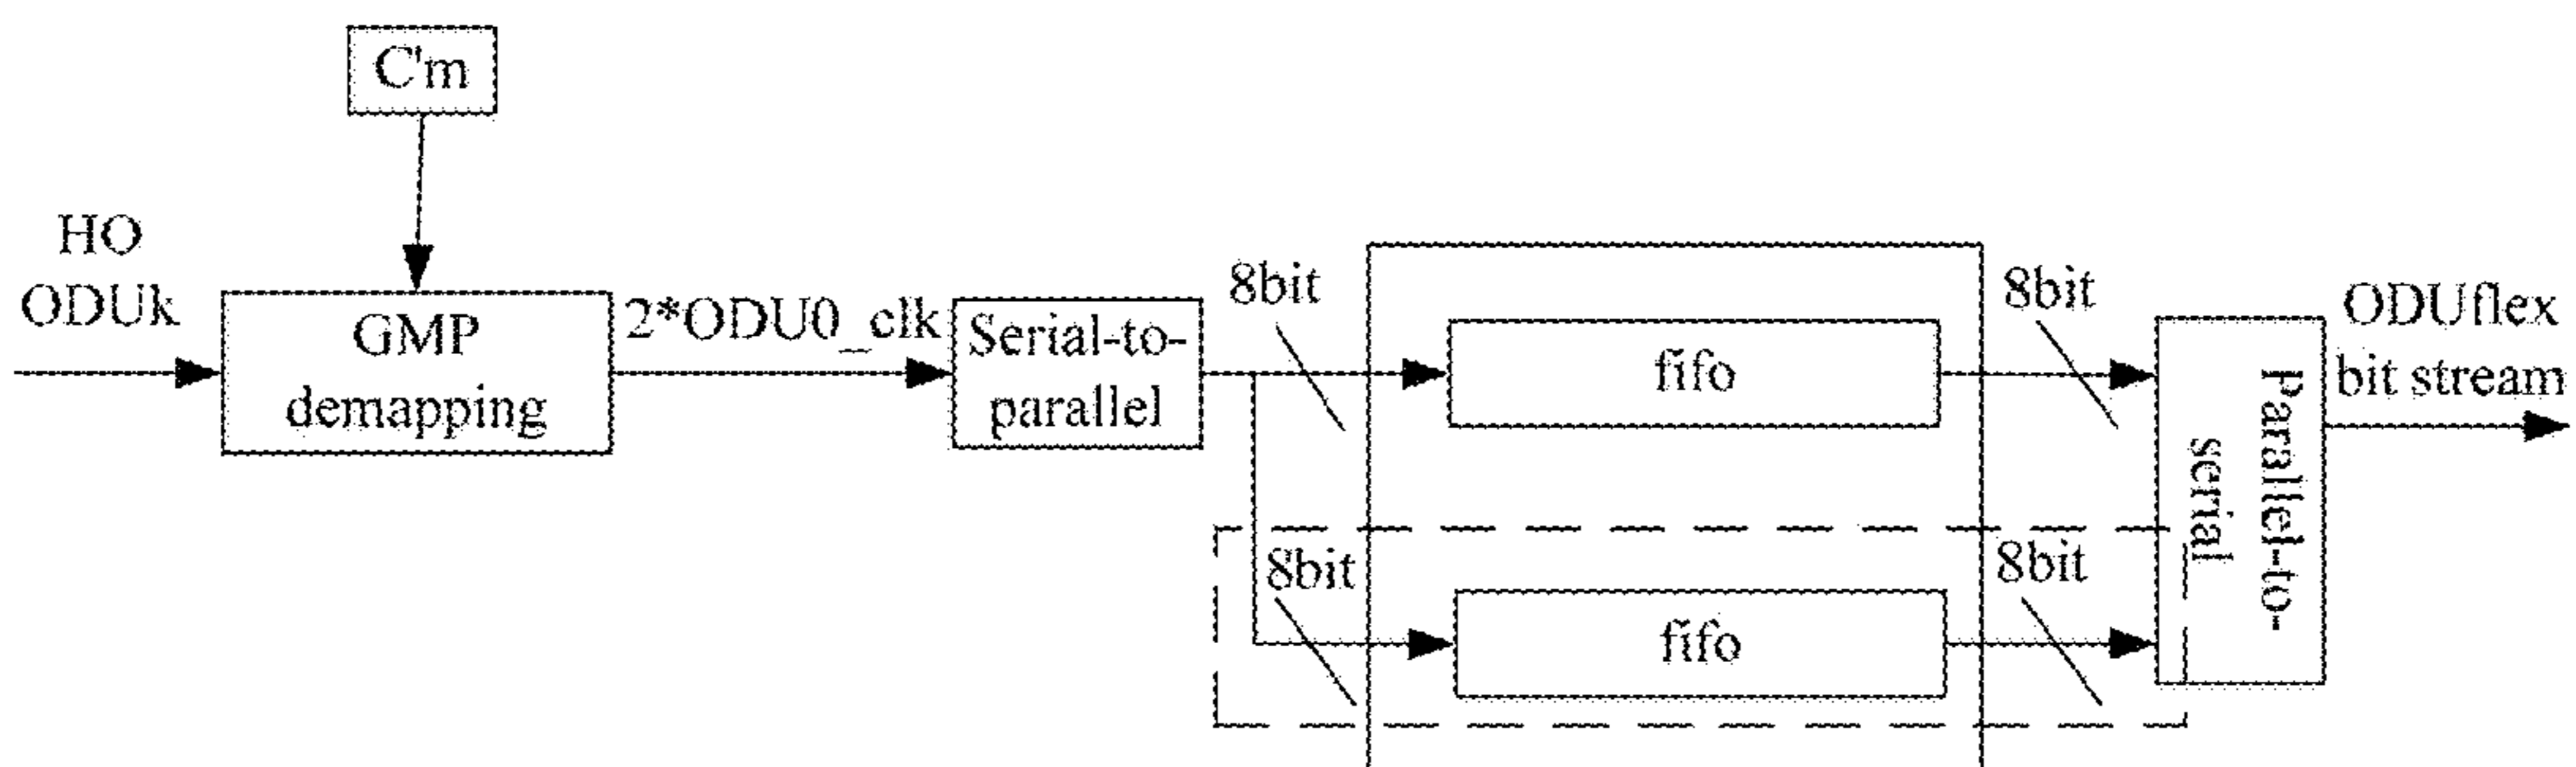 C'm
HO
ODUk
GMP
demapping
2*ODU0_clk
Serial-to-
parallel
8bit
fifo
8bit
8bit
fifo
8bit
Parallel-to-
serial
ODUflex
bit stream